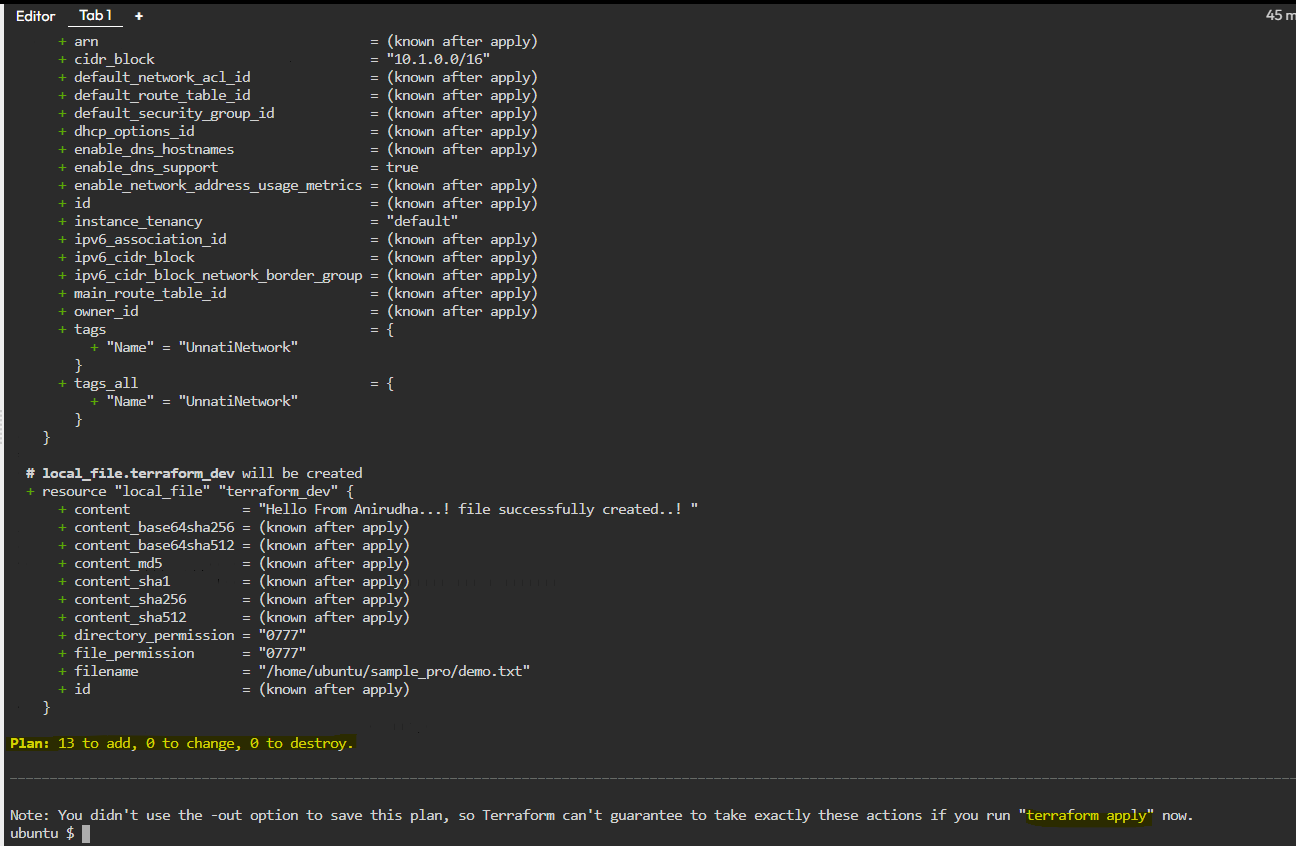 Editor Tab 1 + 45 m
+ arn = (known after apply)
+ cidr_block = "10.1.0.0/16"
+ default_network_acl_id = (known after apply)
+ default_route_table_id = (known after apply)
+ default_security_group_id = (known after apply)
+ dhcp_options_id = (known after apply)
+ enable_dns_hostnames = (known after apply)
+ enable_dns_support = true
+ enable_network_address_usage_metrics = (known after apply)
+ id = (known after apply)
+ instance_tenancy = "default"
+ ipv6_association_id = (known after apply)
+ ipv6_cidr_block = (known after apply)
+ ipv6_cidr_block_network_border_group = (known after apply)
+ main_route_table_id = (known after apply)
+ owner_id = (known after apply)
+ tags = {
+ "Name" = "UnnatiNetwork"
}
+ tags_all = {
+ "Name" = "UnnatiNetwork"
}
}
# local_file.terraform_dev will be created
+ resource "local_file" "terraform_dev" {
+ content = "Hello From Anirudha...! file successfully created..! "
+ content_base64sha256 = (known after apply)
+ content_base64sha512 = (known after apply)
+ content_md5 = (known after apply)
+ content_sha1 = (known after apply)
+ content_sha256 = (known after apply)
+ content_sha512 = (known after apply)
+ directory_permission = "0777"
+ file_permission = "0777"
+ filename = "/home/ubuntu/sample_pro/demo.txt"
+ id = (known after apply)
}
Plan: 13 to add, 0 to change, 0 to destroy.
Note: You didn't use the -out option to save this plan, so Terraform can't guarantee to take exactly these actions if you run "terraform apply" now.
ubuntu $